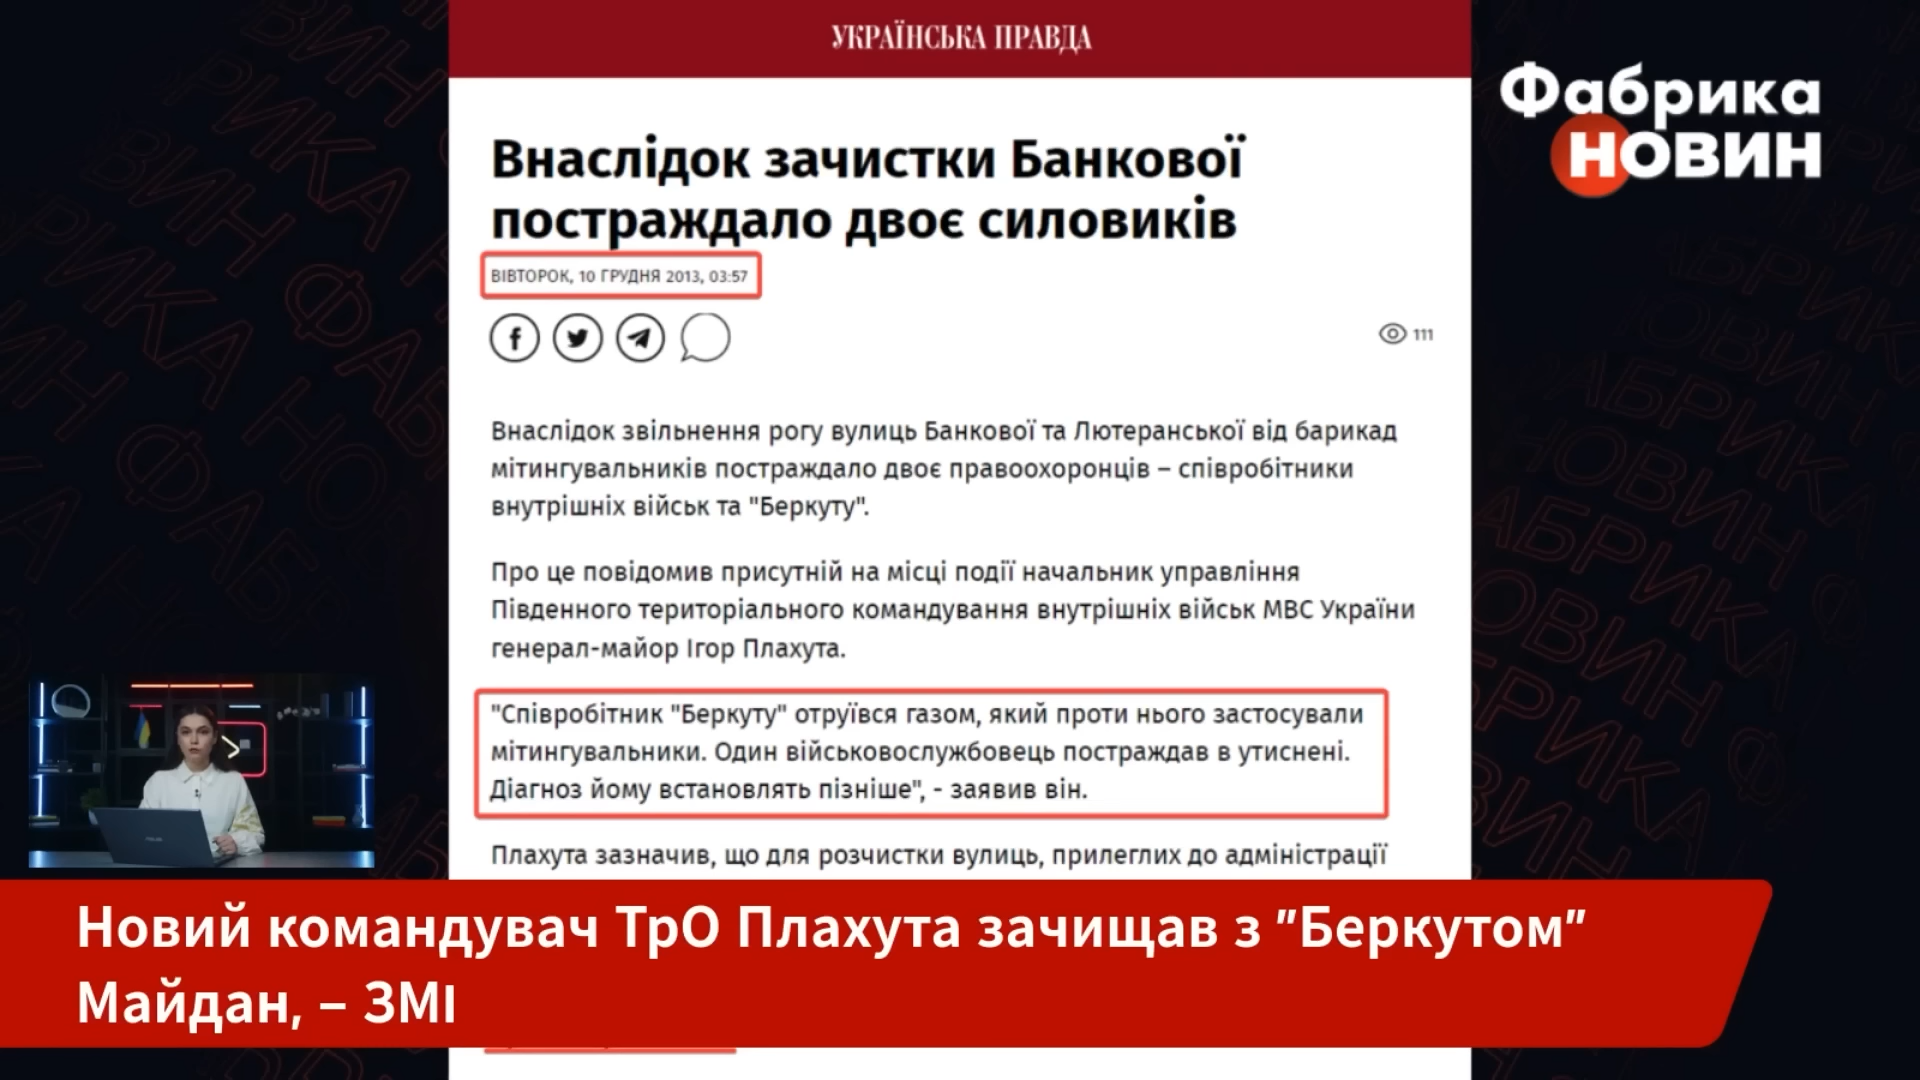 УКРАЇНСЬКА ПРАВДА
Фабрика
НОВИН
Внаслідок зачистки Банкової
постраждало двоє силовиків
ВІВТОРОК, 10 ГРУДНЯ 2013, 03:57
111
Внаслідок звільнення рогу вулиць Банкової та Лютеранської від барикад
мітингувальників постраждало двоє правоохоронців – співробітники
внутрішніх військ та "Беркуту".
Про це повідомив присутній на місці події начальник управління
Південного територіального командування внутрішніх військ МВС України
генерал-майор Ігор Плахута.
"Співробітник "Беркуту" отруївся газом, який проти нього застосували
мітингувальники. Один військовослужбовець постраждав в утиснені.
Діагноз йому встановлять пізніше", - заявив він.
Плахута зазначив, що для розчистки вулиць, прилеглих до адміністрації
Новий командувач ТрО Плахута зачищав з "Беркутом"
Майдан, – ЗМІ